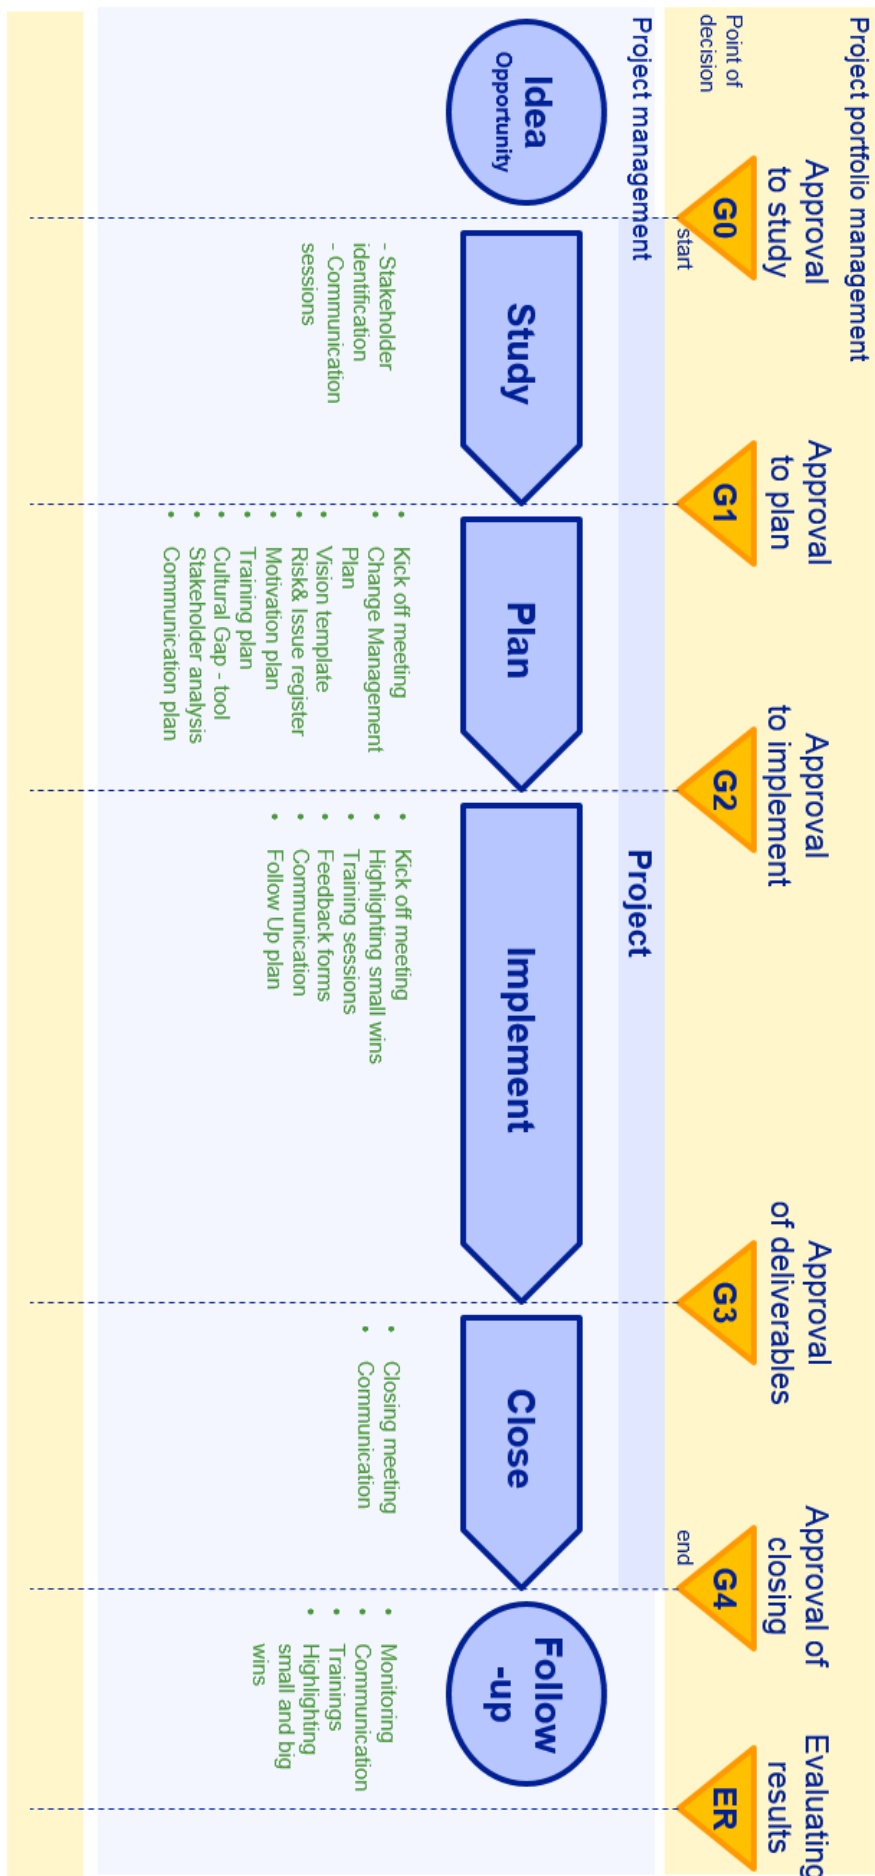 Project portfolio management
Point of
decision
Approval
to study
Approval
to plan
Approval
to implement
Approval
of deliverables
Approval of
closing
Evaluating
results
G0
G1
G2
G3
G4
ER
start
end
Project management
Project
Idea
Opportunity
Study
Plan
Implement
Close
Follow
-up
- Stakeholder
identification
- Communication
sessions
• Kick off meeting
• Change Management
Plan
• Vision template
• Risk& Issue register
• Motivation plan
• Training plan
• Cultural Gap - tool
• Stakeholder analysis
• Communication plan
• Kick off meeting
• Highlighting small wins
• Training sessions
• Feedback forms
• Communication
• Follow Up plan
• Closing meeting
• Communication
• Monitoring
• Communication
• Trainings
• Highlighting
small and big
wins